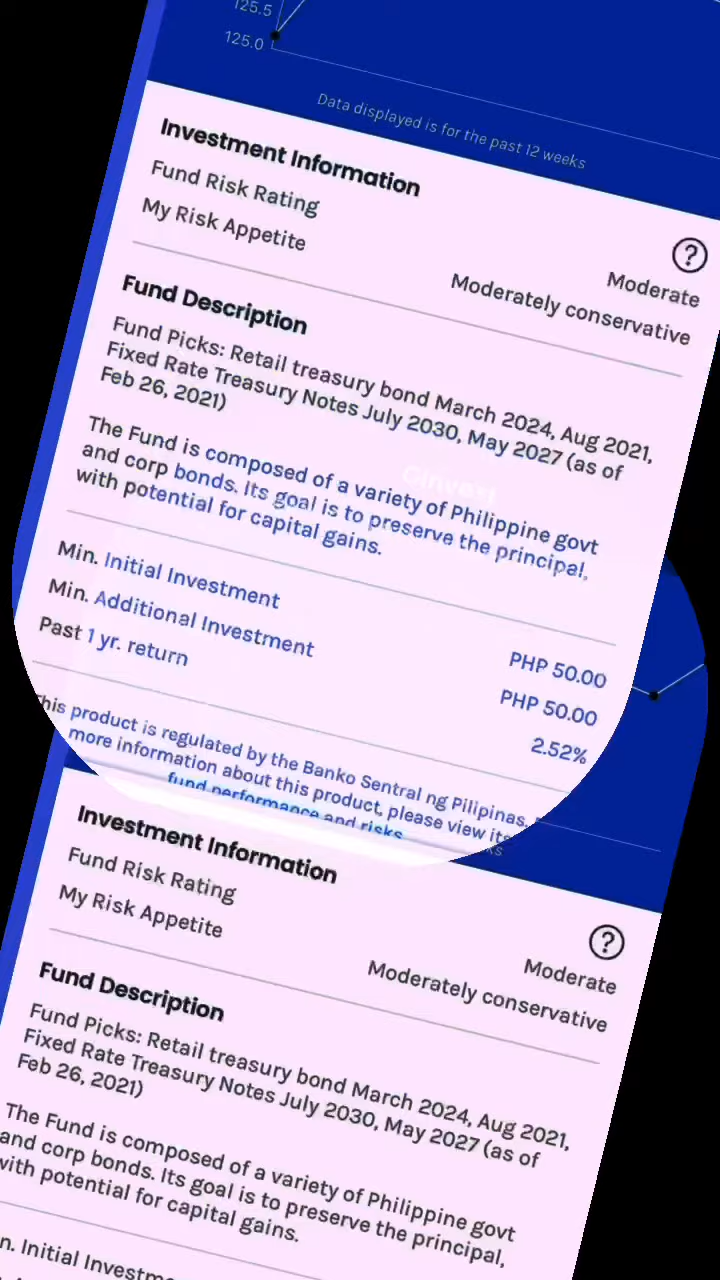 125.5
125.0
Data displayed is for the past 12 weeks
Investment Information
Fund Risk Rating
Moderate
My Risk Appetite
Moderately conservative
Fund Description
Fund Picks: Retail treasury bond March 2024, Aug 2021,
Fixed Rate Treasury Notes July 2030, May 2027 (as of
Feb 26, 2021)
The Fund is composed of a variety of Philippine govt
and corp bonds. Its goal is to preserve the principal,
with potential for capital gains.
Min. Initial Investment
PHP 50.00
Min. Additional Investment
PHP 50.00
Past 1 yr. return
2.52%
This product is regulated by the Banko Sentral ng Pilipinas.
more information about this product, please view its
fund performance and risks
Investment Information
Fund Risk Rating
Moderate
My Risk Appetite
Moderately conservative
Fund Description
Fund Picks: Retail treasury bond March 2024, Aug 2021,
Fixed Rate Treasury Notes July 2030, May 2027 (as of
Feb 26, 2021)
The Fund is composed of a variety of Philippine govt
and corp bonds. Its goal is to preserve the principal,
with potential for capital gains.
Initial